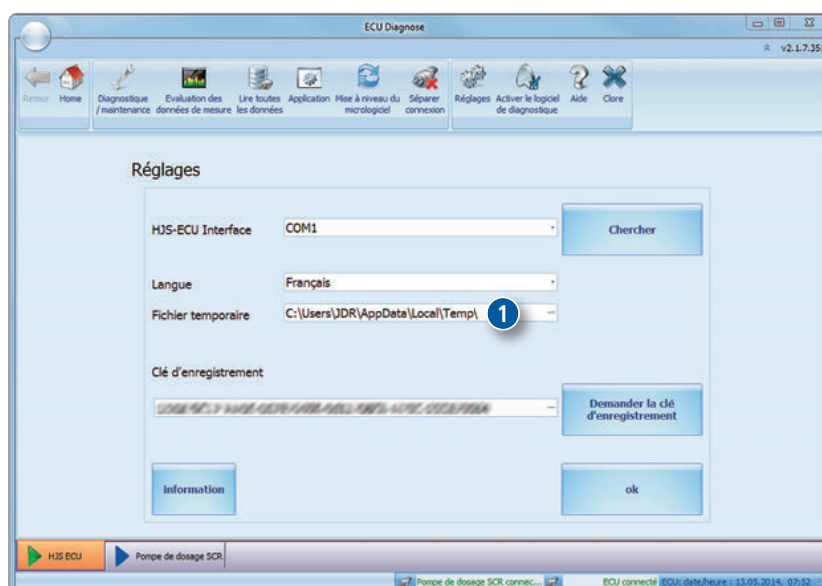 ECU Diagnose
v2.1.7.35
Retour
Home
Diagnostique
/ maintenance
Evaluation des
données de mesure
Lire toutes
les données
Application
Mise à niveau du
micrologiciel
Séparer
connexion
Réglages
Activer le logiciel
de diagnostique
Aide
Clore
Réglages
HJS-ECU Interface
COM1
Chercher
Langue
Français
Fichier temporaire
C:\Users\JDR\AppData\Local\Temp\
1
Clé d'enregistrement
Demander la clé
d'enregistrement
information
ok
HJS ECU
Pompe de dosage SCR
Pompe de dosage SCR connec...
ECU connecté
ECU: date/heure : 13.05.2014, 07:52